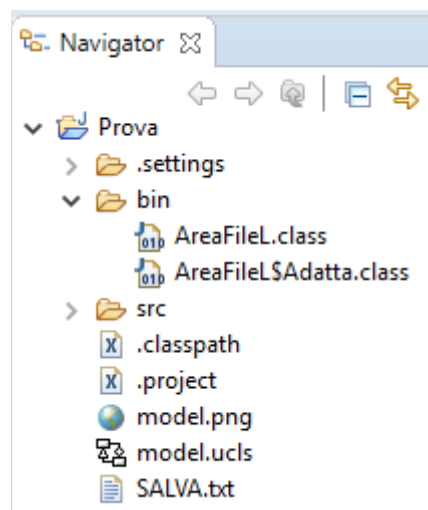 Navigator
Prova
.settings
bin
AreaFileL.class
AreaFileL$Adatta.class
src
.classpath
.project
model.png
model.ucls
SALVA.txt